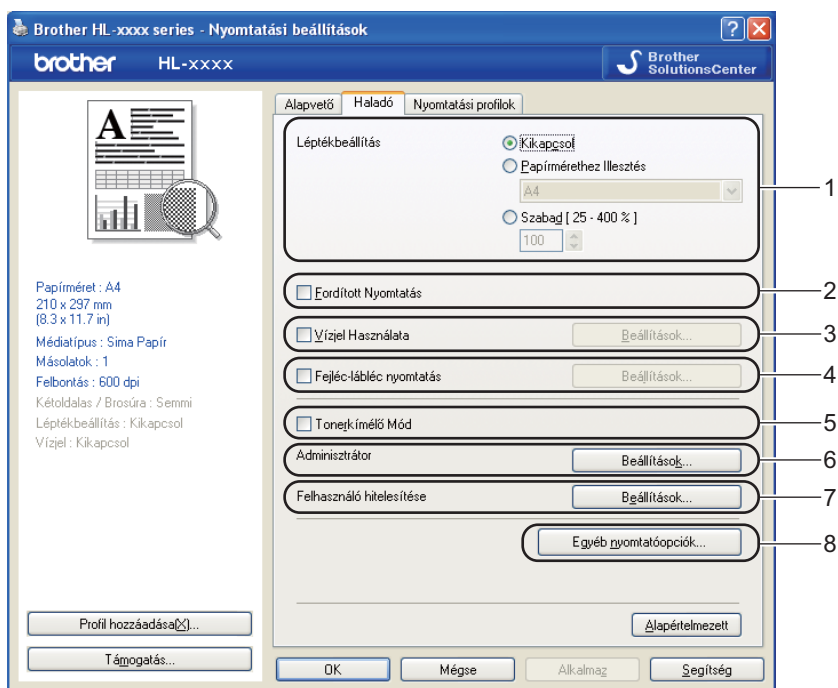 Brother HL-xxxx series - Nyomtatási beállítások
brother HL-xxxx
Brother
SolutionsCenter
Alapvető Haladó Nyomtatási profilok
A
Léptékbeállítás
Kikapcsol
Papírmérethez Illesztés
A4
Szabad [ 25 - 400 % ]
100
1
Fordított Nyomtatás
2
Vízjel Használata Beállítások...
3
Fejléc-lábléc nyomtatás Beállítások...
4
Tonerkímélő Mód
5
Adminisztrátor Beállítások...
6
Felhasználó hitelesítése Beállítások...
7
Egyéb nyomtatóopciók...
8
Papírméret : A4
210 x 297 mm
(8.3 x 11.7 in)
Médiatípus : Sima Papír
Másolatok : 1
Felbontás : 600 dpi
Kétoldalas / Brosúra : Semmi
Léptékbeállítás : Kikapcsol
Vízjel : Kikapcsol
Profil hozzáadása(X)...
Támogatás...
Alapértelmezett
OK Mégse Alkalmaz Segítség